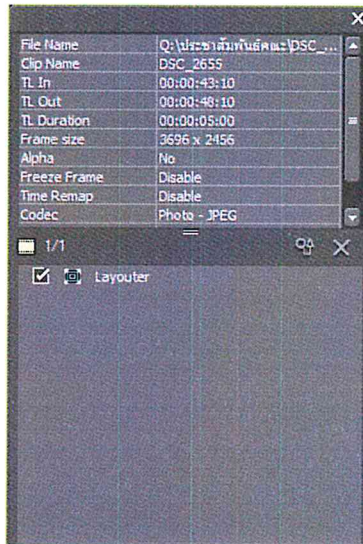 File Name Q:\ประชาสัมพันธ์คณะ\DSC_...
Clip Name DSC_2655
TL In 00:00:43:10
TL Out 00:00:48:10
TL Duration 00:00:05:00
Frame size 3696 x 2456
Alpha No
Freeze Frame Disable
Time Remap Disable
Codec Photo - JPEG
1/1
Layouter